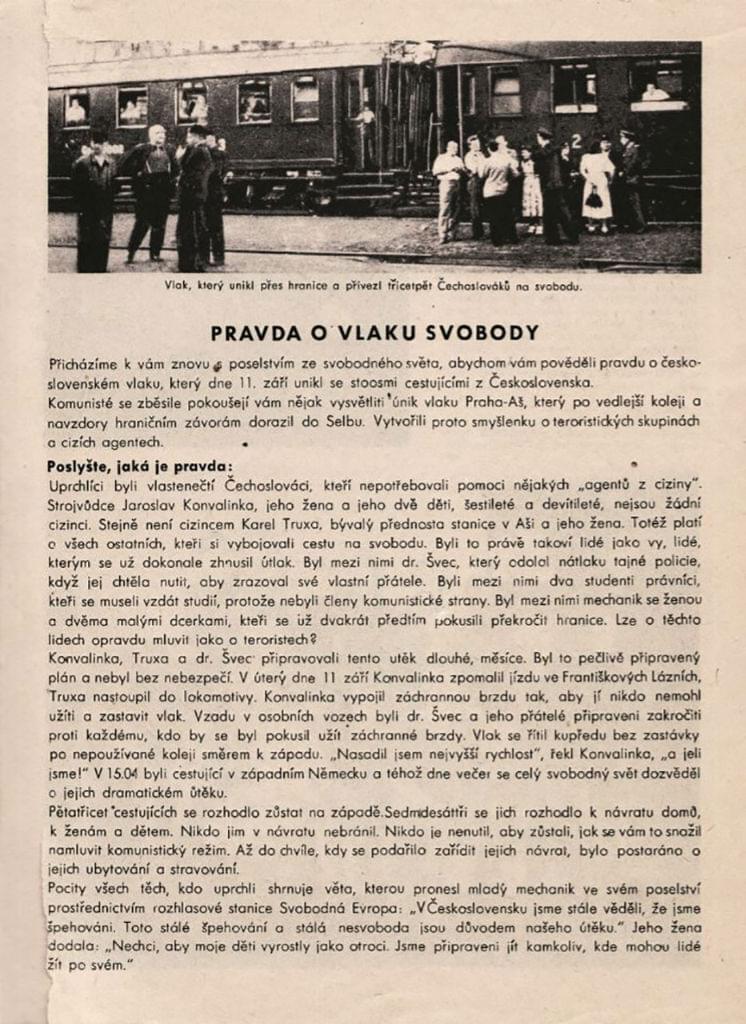 Vlak, který unikl přes hranice a přivezl třicetpět Čechoslováků na svobodu.
PRAVDA O VLAKU SVOBODY
Přicházíme k vám znovu s poselstvím ze svobodného světa, abychom vám pověděli pravdu o česko-
slovenském vlaku, který dne 11. září unikl se stoosmi cestujícími z Československa.
Komunisté se zběsile pokoušejí vám nějak vysvětliti únik vlaku Praha-Aš, který po vedlejší koleji a
navzdory hraničním závorám dorazil do Selbu. Vytvořili proto smyšlenku o teroristických skupinách
a cizích agentech.
Poslyšte, jaká je pravda:
Uprchlíci byli vlastenečtí Čechoslováci, kteří nepotřebovali pomoci nějakých „agentů z ciziny".
Strojvůdce Jaroslav Konvalinka, jeho žena a jeho dvě děti, šestileté a devítileté, nejsou žádní
cizinci. Stejně není cizincem Karel Truxa, bývalý přednosta stanice v Aši a jeho žena. Totéž platí
o všech ostatních, kteří si vybojovali cestu na svobodu. Byli to právě takoví lidé jako vy, lidé,
kterým se už dokonale zhnusil útlak. Byl mezi nimi dr. Švec, který odolal nátlaku tajné policie,
když jej chtěla nutit, aby zrazoval své vlastní přátele. Byli mezi nimi dva studenti právníci,
kteří se museli vzdát studií, protože nebyli členy komunistické strany. Byl mezi nimi mechanik se ženou
a dvěma malými dcerkami, kteří se už dvakrát předtím pokusili překročit hranice. Lze o těchto
lidech opravdu mluvit jako o teroristech?
Konvalinka, Truxa a dr. Švec připravovali tento utěk dlouhé, měsíce. Byl to pečlivě připravený
plán a nebyl bez nebezpečí. V úterý dne 11 září Konvalinka zpomalil jízdu ve Františkových Lázních,
Truxa nastoupil do lokomotivy. Konvalinka vypojil záchrannou brzdu tak, aby jí nikdo nemohl
užíti a zastavit vlak. Vzadu v osobních vozech byli dr. Švec a jeho přátelé připraveni zakročiti
proti každému, kdo by se byl pokusil užít záchranné brzdy. Vlak se řítil kupředu bez zastávky
po nepoužívané koleji směrem k západu. „Nasadil jsem nejvyšší rychlost", řekl Konvalinka, „a jeli
jsme!" V 15.04 byli cestující v západním Německu a téhož dne večer se celý svobodný svět dozvěděl
o jejich dramatickém útěku.
Pětatřicet cestujících se rozhodlo zůstat na západě. Sedmdesáttři se jich rozhodlo k návratu domů,
k ženám a dětem. Nikdo jim v návratu nebránil. Nikdo je nenutil, aby zůstali, jak se vám to snažil
namluvit komunistický režim. Až do chvíle, kdy se podařilo zařídit jejich návrat, bylo postaráno o
jejich ubytování a stravování.
Pocity všech těch, kdo uprchli shrnuje věta, kterou pronesl mladý mechanik ve svém poselství
prostřednictvím rozhlasové stanice Svobodná Evropa: „V Československu jsme stále věděli, že jsme
špehováni. Toto stálé špehování a stálá nesvoboda jsou důvodem našeho útěku." Jeho žena
dodala: „Nechci, aby moje děti vyrostly jako otroci. Jsme připraveni jít kamkoliv, kde mohou lidé
žít po svém."